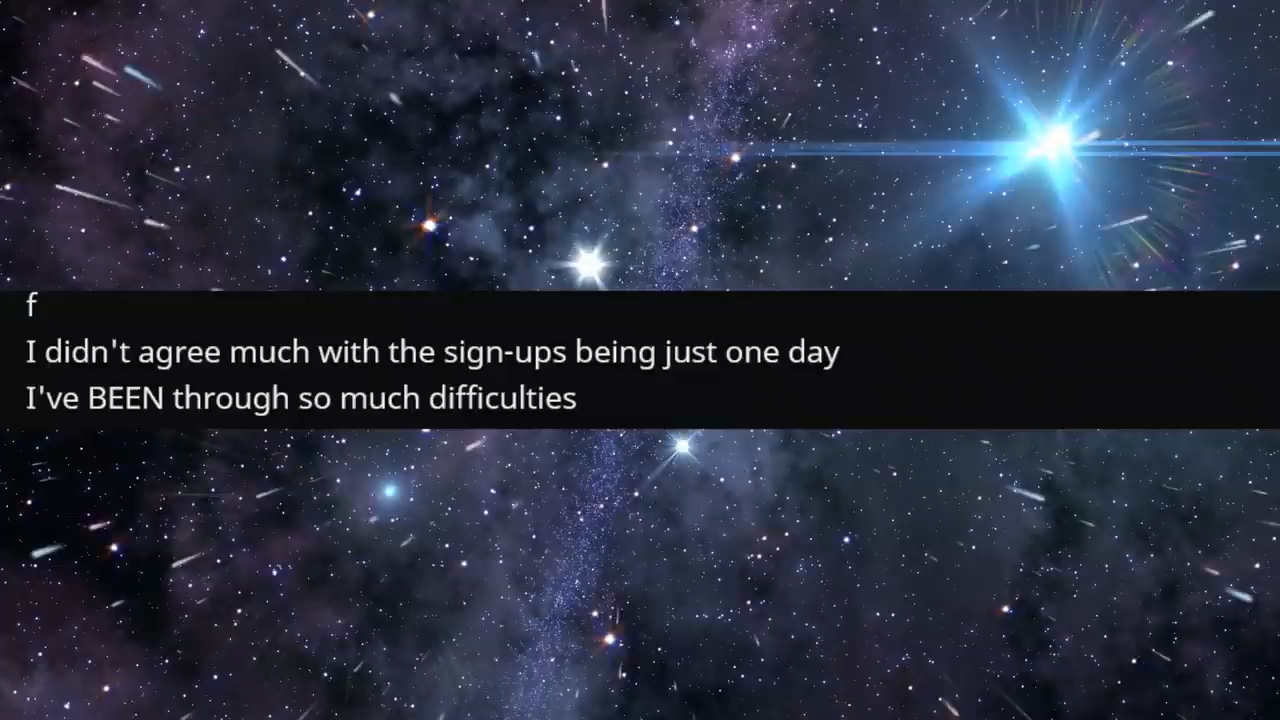 f
I didn't agree much with the sign-ups being just one day
I've BEEN through so much difficulties